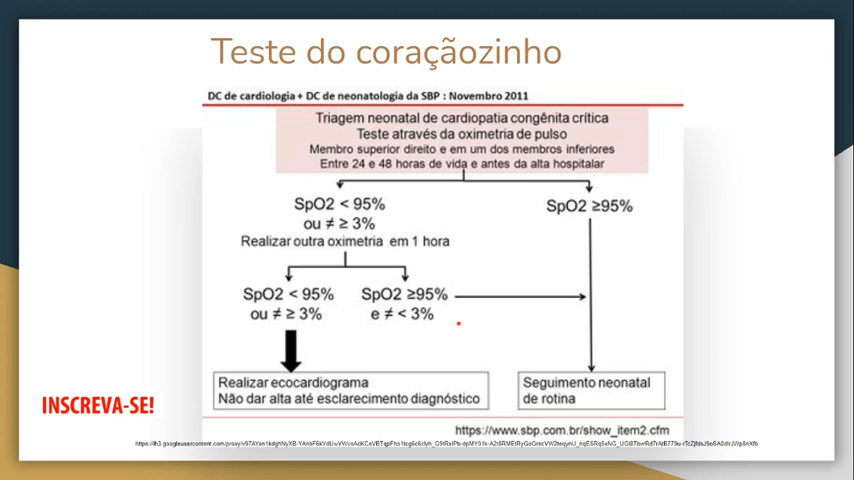 Teste do coraçãozinho
DC de cardiologia + DC de neonatologia da SBP : Novembro 2011
Triagem neonatal de cardiopatia congênita crítica
Teste através da oximetria de pulso
Membro superior direito e em um dos membros inferiores
Entre 24 e 48 horas de vida e antes da alta hospitalar
SpO2 < 95%
ou ≠ ≥ 3%
Realizar outra oximetria em 1 hora
SpO2 ≥95%
SpO2 < 95%
ou ≠ ≥ 3%
SpO2 ≥95%
e ≠ < 3%
Realizar ecocardiograma
Não dar alta até esclarecimento diagnóstico
Seguimento neonatal
de rotina
INSCREVA-SE!
https://www.sbp.com.br/show_item2.cfm